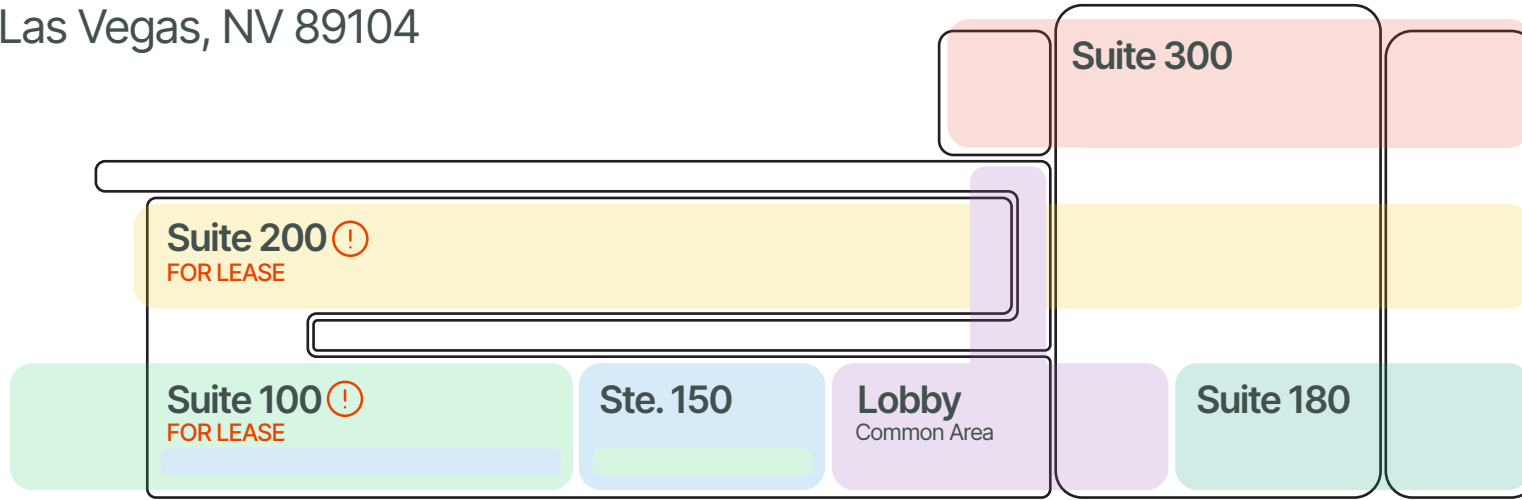 Las Vegas, NV 89104
Suite 300
Suite 200
FOR LEASE
Suite 100
FOR LEASE
Ste. 150
Lobby
Common Area
Suite 180